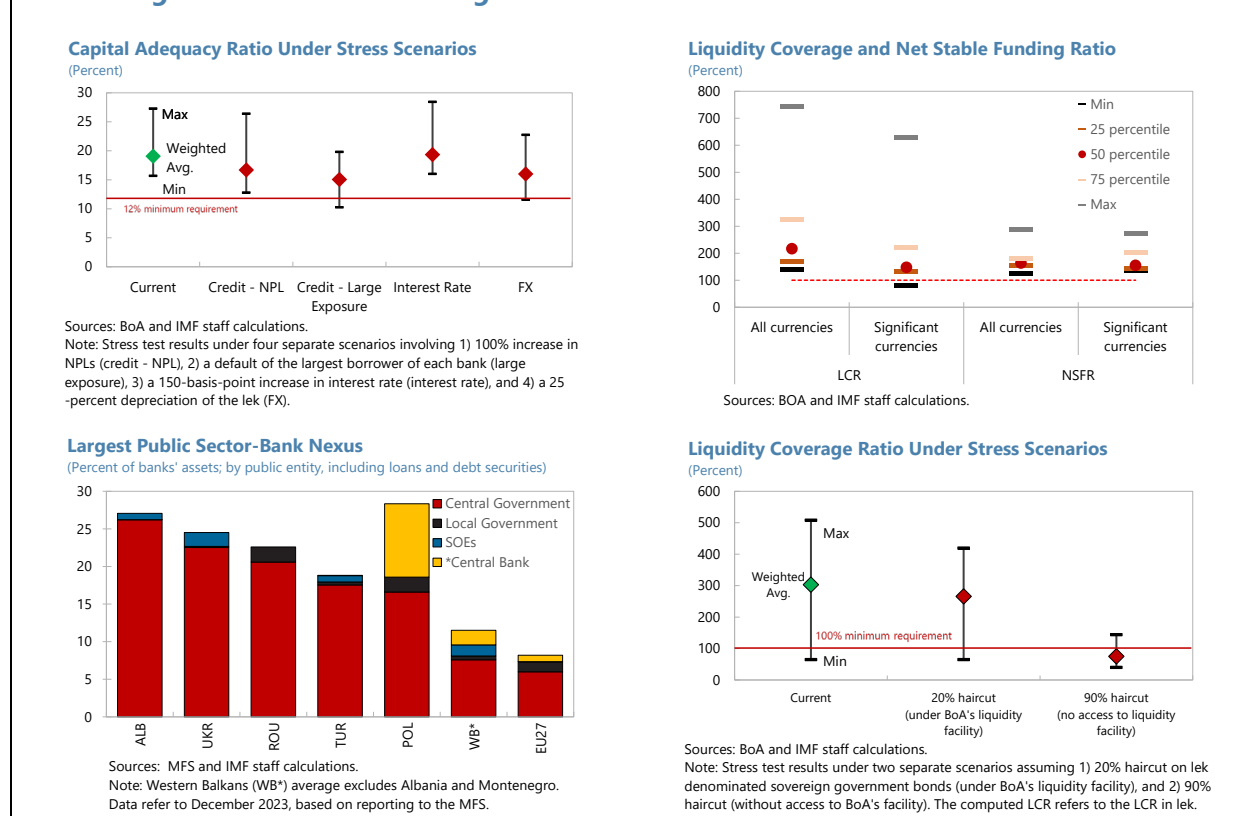 Capital Adequacy Ratio Under Stress Scenarios
(Percent)
30
25
20
15
10
5
0
Max
Weighted
Avg.
Min
12% minimum requirement
Current
Credit - NPL
Credit - Large
Exposure
Interest Rate
FX
Sources: BoA and IMF staff calculations.
Note: Stress test results under four separate scenarios involving 1) 100% increase in
NPLs (credit - NPL), 2) a default of the largest borrower of each bank (large
exposure), 3) a 150-basis-point increase in interest rate (interest rate), and 4) a 25
-percent depreciation of the lek (FX).
Liquidity Coverage and Net Stable Funding Ratio
(Percent)
800
700
600
500
400
300
200
100
0
Min
25 percentile
50 percentile
75 percentile
Max
All currencies
Significant
currencies
All currencies
Significant
currencies
LCR
NSFR
Sources: BOA and IMF staff calculations.
Largest Public Sector-Bank Nexus
(Percent of banks' assets; by public entity, including loans and debt securities)
30
25
20
15
10
5
0
Central Government
Local Government
SOEs
*Central Bank
ALB
UKR
ROU
TUR
POL
WB*
EU27
Sources:  MFS and IMF staff calculations.
Note: Western Balkans (WB*) average excludes Albania and Montenegro.
Data refer to December 2023, based on reporting to the MFS.
Liquidity Coverage Ratio Under Stress Scenarios
(Percent)
600
500
400
300
200
100
0
Max
Weighted
Avg.
100% minimum requirement
Min
Current
20% haircut
(under BoA's liquidity
facility)
90% haircut
(no access to liquidity
facility)
Sources: BoA and IMF staff calculations.
Note: Stress test results under two separate scenarios assuming 1) 20% haircut on lek
denominated sovereign government bonds (under BoA's liquidity facility), and 2) 90%
haircut (without access to BoA's facility). The computed LCR refers to the LCR in lek.